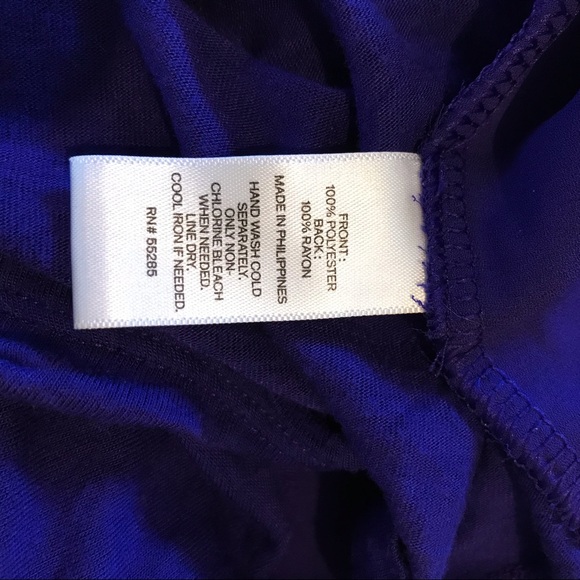 FRONT:
100% POLYESTER
BACK:
100% RAYON
MADE IN PHILIPPINES
HAND WASH COLD
SEPARATELY.
ONLY NON-
CHLORINE BLEACH
WHEN NEEDED.
LINE DRY.
COOL IRON IF NEEDED.
RN# 55285